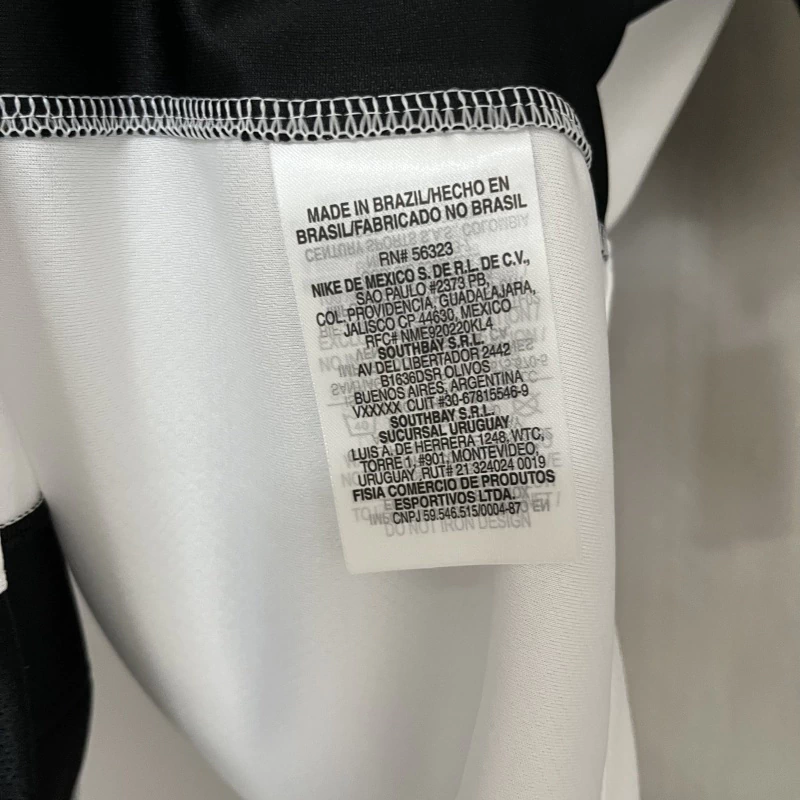 MADE IN BRAZIL/HECHO EN
BRASIL/FABRICADO NO BRASIL
RN# 56323
NIKE DE MEXICO S. DE R.L. DE C.V.,
SAO PAULO #2373 PB,
COL. PROVIDENCIA, GUADALAJARA,
JALISCO CP 44630, MEXICO
RFC# NME920220KL4
SOUTHBAY S.R.L.
AV DEL LIBERTADOR 2442
B1636DSR OLIVOS
BUENOS AIRES, ARGENTINA
VXXXXX CUIT #30-67815546-9
SOUTHBAY S.R.L.
SUCURSAL URUGUAY
LUIS A. DE HERRERA 1248, WTC,
TORRE 1, #901, MONTEVIDEO,
URUGUAY, RUT# 21 324024 0019
FISIA COMERCIO DE PRODUTOS
ESPORTIVOS LTDA.
CNPJ 59.546.515/0004-87
DO NOT IRON DESIGN